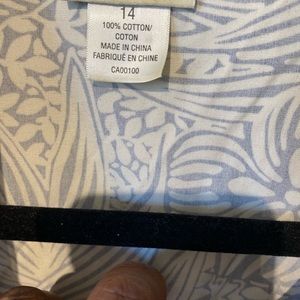 14
100% COTTON/
COTON
MADE IN CHINA
FABRIQUÉ EN CHINE
CA00100